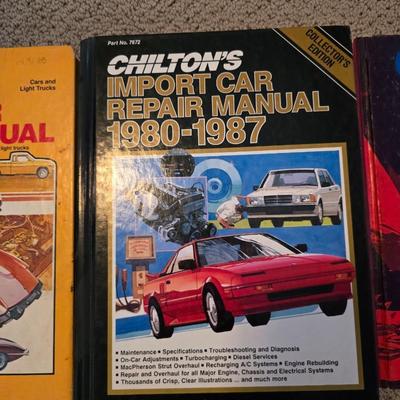 Part No. 7672
CHILTON'S
COLLECTOR'S
EDITION
IMPORT CAR
REPAIR MANUAL
1980-1987
• Maintenance • Specifications • Troubleshooting and Diagnosis
• On-Car Adjustments • Turbocharging • Diesel Services
• MacPherson Strut Overhaul • Recharging A/C Systems • Engine Rebuilding
• Repair and Overhaul for all Major Engine, Chassis and Electrical Systems
• Thousands of Crisp, Clear Illustrations ... and much more
Cars and
Light Trucks
UAL
light trucks